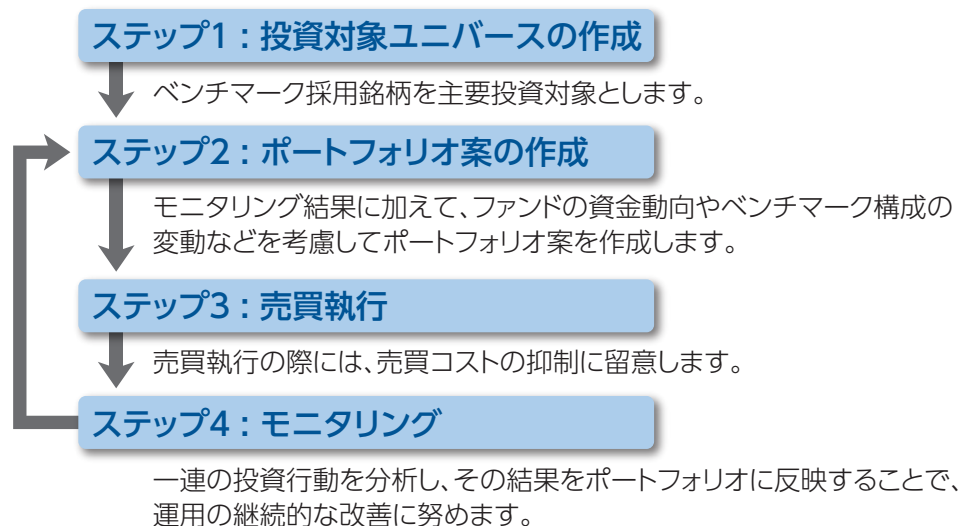 ステップ1：投資対象ユニバースの作成
ベンチマーク採用銘柄を主要投資対象とします。
ステップ2：ポートフォリオ案の作成
モニタリング結果に加えて、ファンドの資金動向やベンチマーク構成の
変動などを考慮してポートフォリオ案を作成します。
ステップ3：売買執行
売買執行の際には、売買コストの抑制に留意します。
ステップ4：モニタリング
一連の投資行動を分析し、その結果をポートフォリオに反映することで、
運用の継続的な改善に努めます。